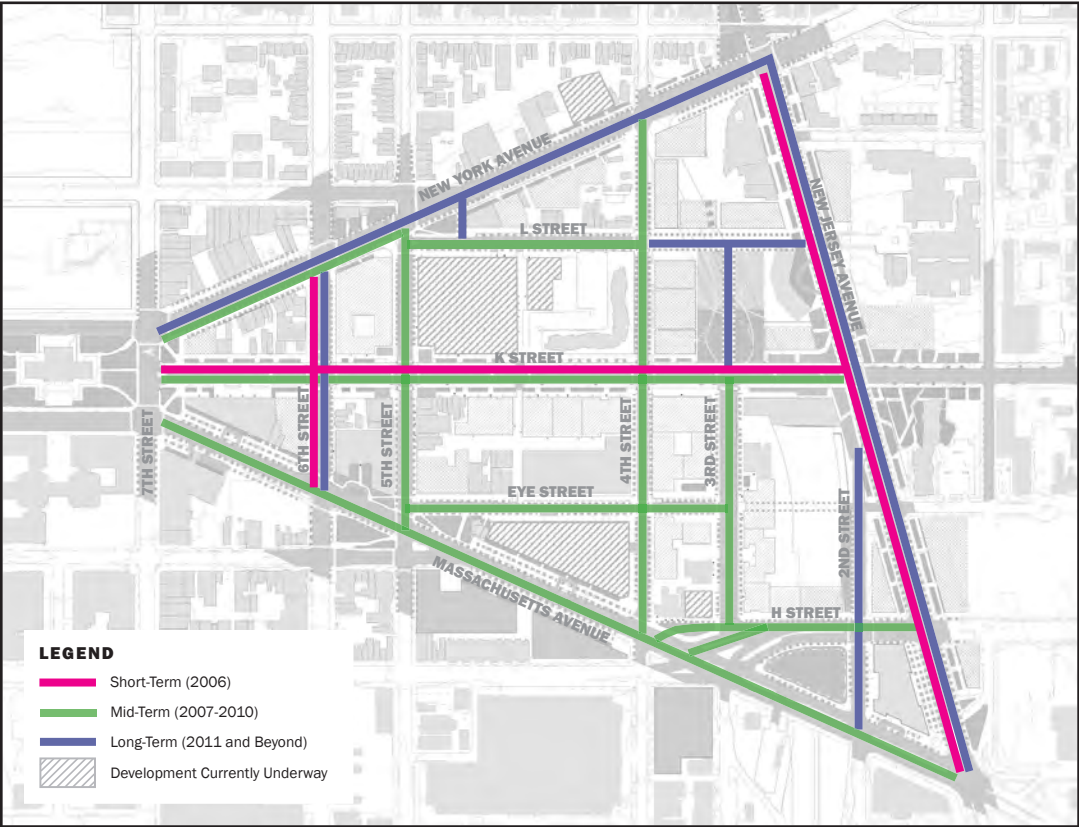 NEW YORK AVENUE
NEW JERSEY AVENUE
L STREET
K STREET
7TH STREET
6TH STREET
5TH STREET
4TH STREET
3RD STREET
EYE STREET
2ND STREET
MASSACHUSETTS AVENUE
H STREET
LEGEND
Short-Term (2006)
Mid-Term (2007-2010)
Long-Term (2011 and Beyond)
Development Currently Underway